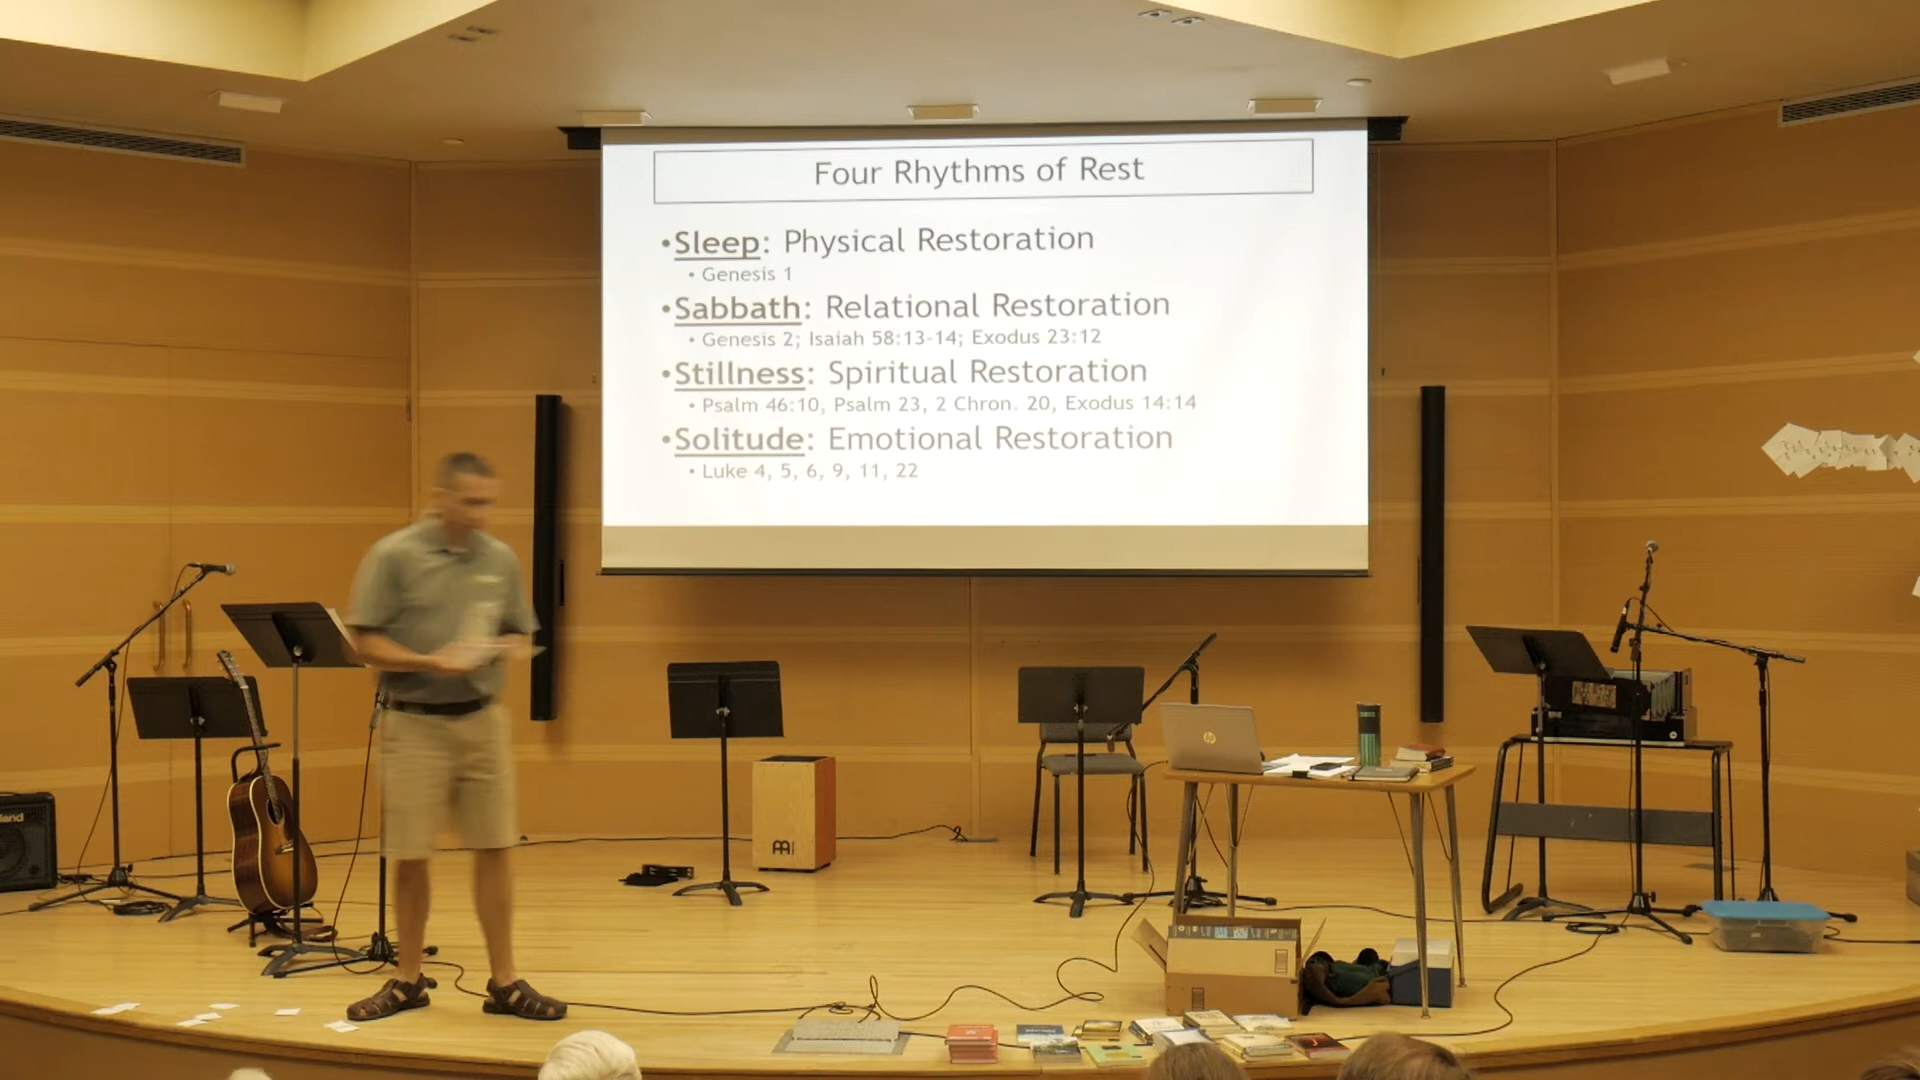 Four Rhythms of Rest
•Sleep: Physical Restoration
• Genesis 1
•Sabbath: Relational Restoration
• Genesis 2; Isaiah 58:13-14; Exodus 23:12
•Stillness: Spiritual Restoration
• Psalm 46:10, Psalm 23, 2 Chron. 20, Exodus 14:14
•Solitude: Emotional Restoration
• Luke 4, 5, 6, 9, 11, 22
hp